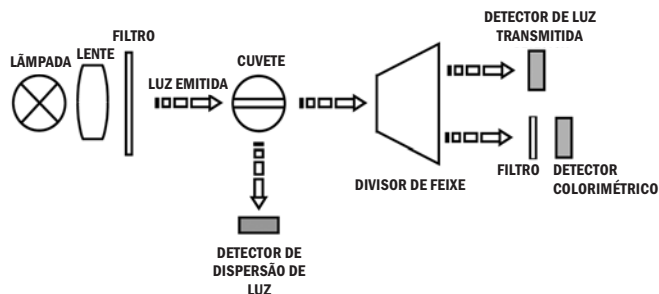 LÃMPADA
LENTE
FILTRO
LUZ EMITIDA
CUVETE
DETECTOR DE
DISPERSÃO DE
LUZ
DIVISOR DE FEIXE
DETECTOR DE LUZ
TRANSMITIDA
FILTRO
DETECTOR
COLORIMÉTRICO